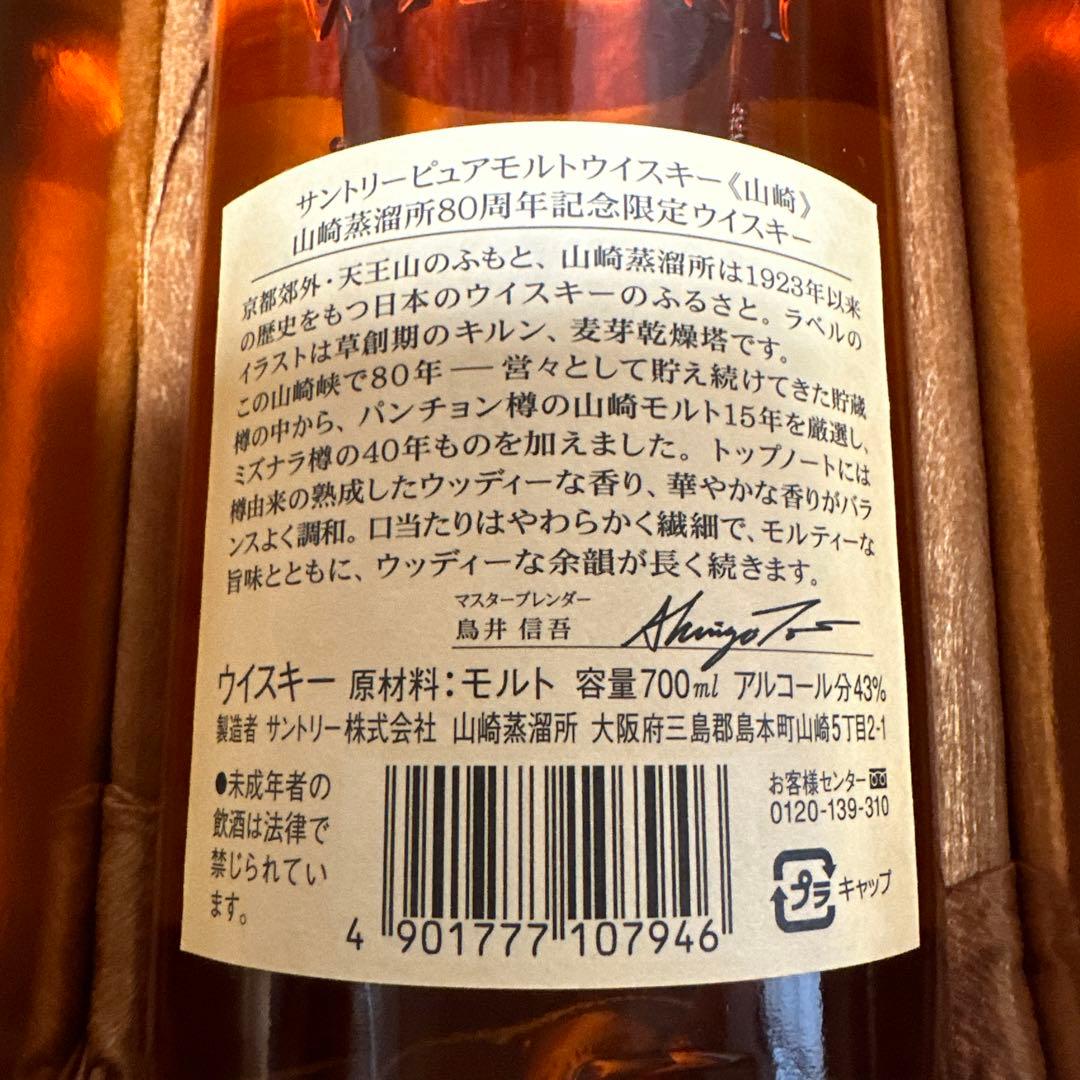 サントリーピュアモルトウイスキー《山崎》
山崎蒸溜所80周年記念限定ウイスキー
京都郊外・天王山のふもと、山崎蒸溜所は1923年以来
の歴史をもつ日本のウイスキーのふるさと。ラベルの
イラストは草創期のキルン、麦芽乾燥塔です。
この山崎峡で80年―営々として貯え続けてきた貯蔵
樽の中から、パンチョン樽の山崎モルト15年を厳選し、
ミズナラ樽の40年ものを加えました。トップノートには
樽由来の熟成したウッディーな香り、華やかな香りがバラ
ンスよく調和。口当たりはやわらかく繊細で、モルティーな
旨味とともに、ウッディーな余韻が長く続きます。
マスターブレンダー
鳥井 信吾
ウイスキー 原材料:モルト 容量700ml アルコール分43%
製造者 サントリー株式会社 山崎蒸溜所 大阪府三島郡島本町山崎5丁目2-1
●未成年者の
飲酒は法律で
禁じられてい
ます。
4 901777 107946
お客様センター
0120-139-310
プラ キャップ